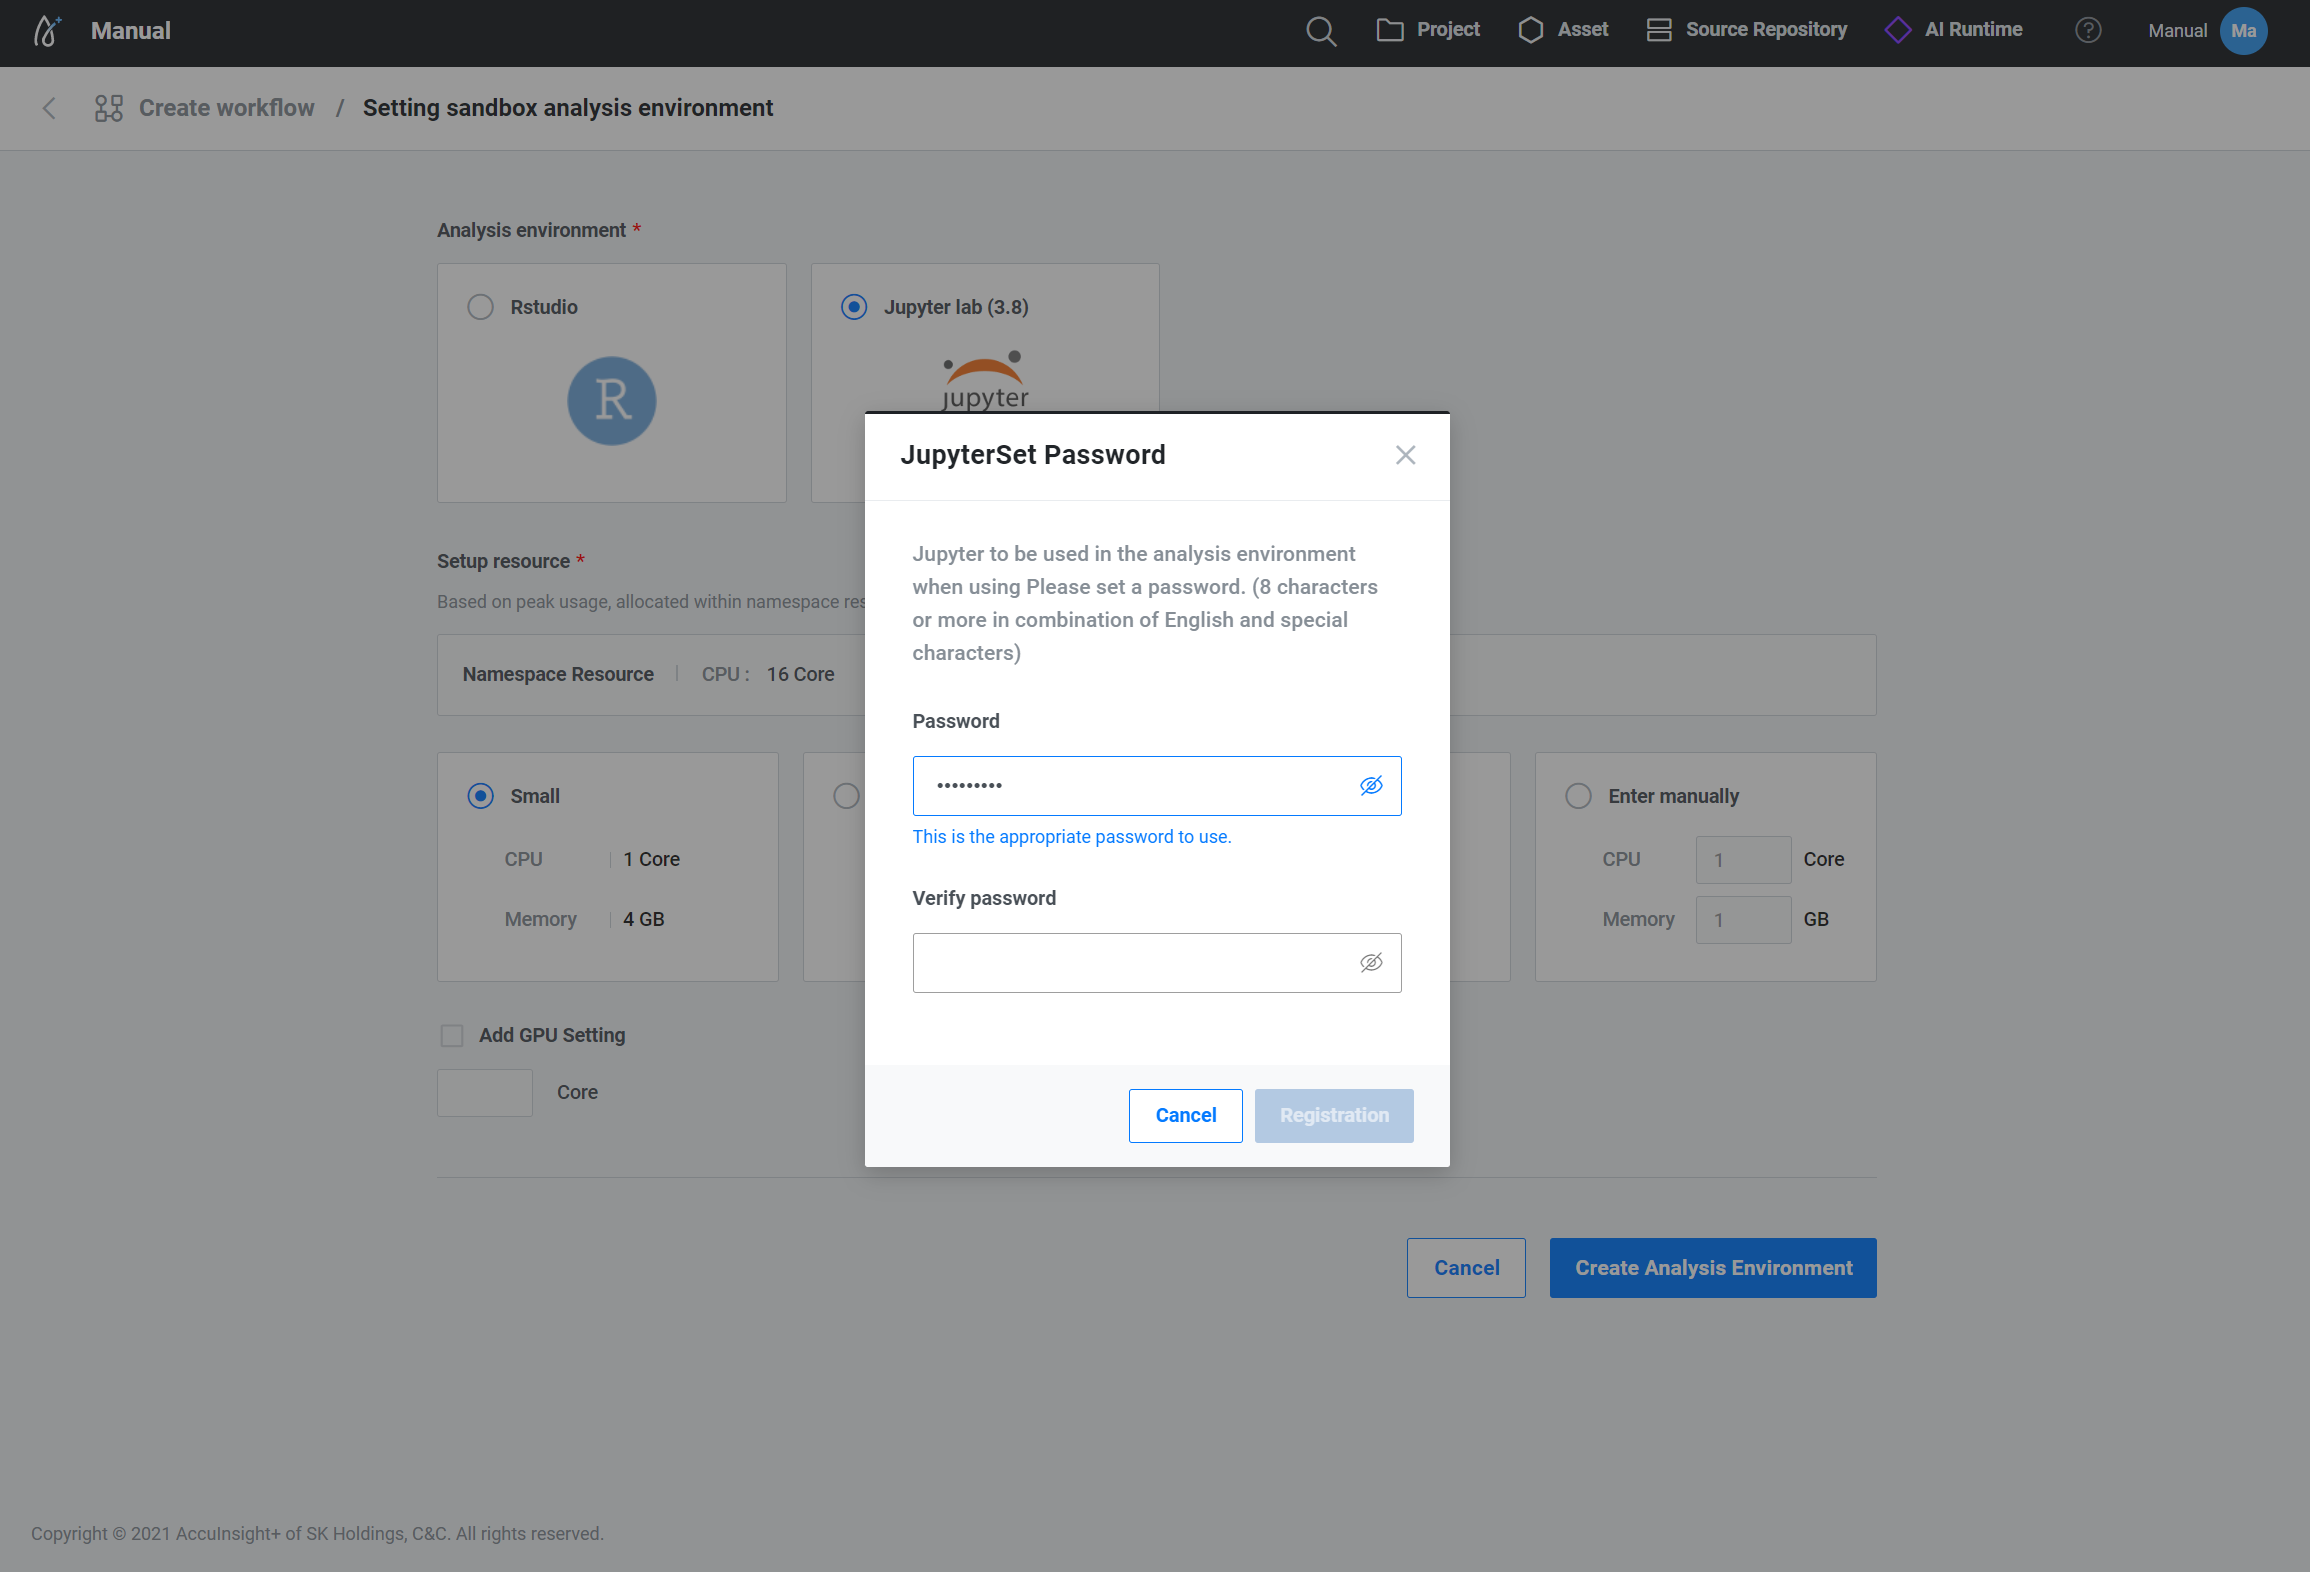 Manual
Project
Asset
Source Repository
AI Runtime
Manual
Ma
Create workflow / Setting sandbox analysis environment
Analysis environment *
Rstudio
R
Jupyter lab (3.8)
jupyter
JupyterSet Password
Jupyter to be used in the analysis environment
when using Please set a password. (8 characters
or more in combination of English and special
characters)
Password
•••••••••
This is the appropriate password to use.
Verify password
Cancel
Registration
Setup resource *
Based on peak usage, allocated within namespace
Namespace Resource | CPU : 16 Core
Small
CPU | 1 Core
Memory | 4 GB
Enter manually
CPU 1 Core
Memory 1 GB
Add GPU Setting
Core
Cancel
Create Analysis Environment
Copyright © 2021 AccuInsight+ of SK Holdings, C&C. All rights reserved.